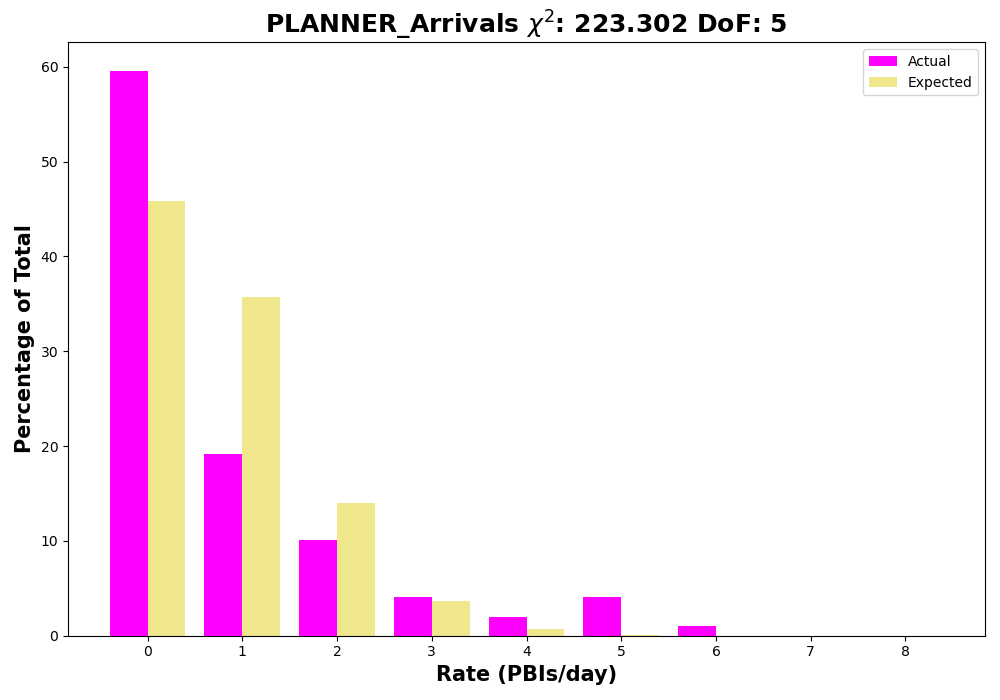 PLANNER_Arrivals χ²: 223.302 DoF: 5
Actual
Expected
Percentage of Total
60
50
40
30
20
10
0
0 1 2 3 4 5 6 7 8
Rate (PBIs/day)